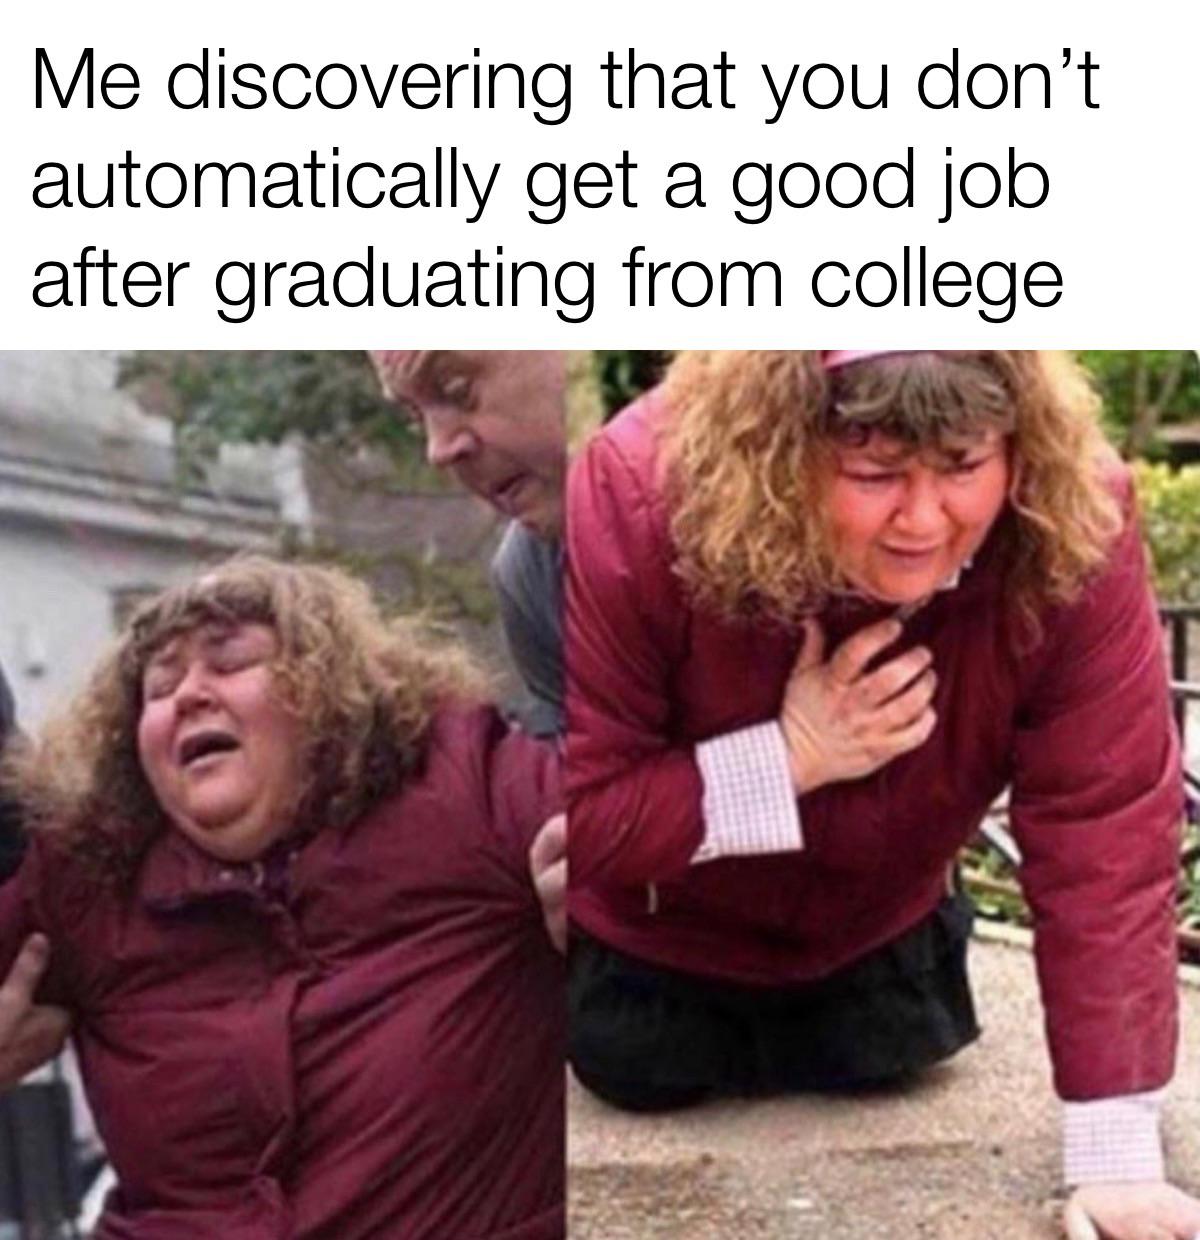 Me discovering that you don’t
automatically get a good job
after graduating from college